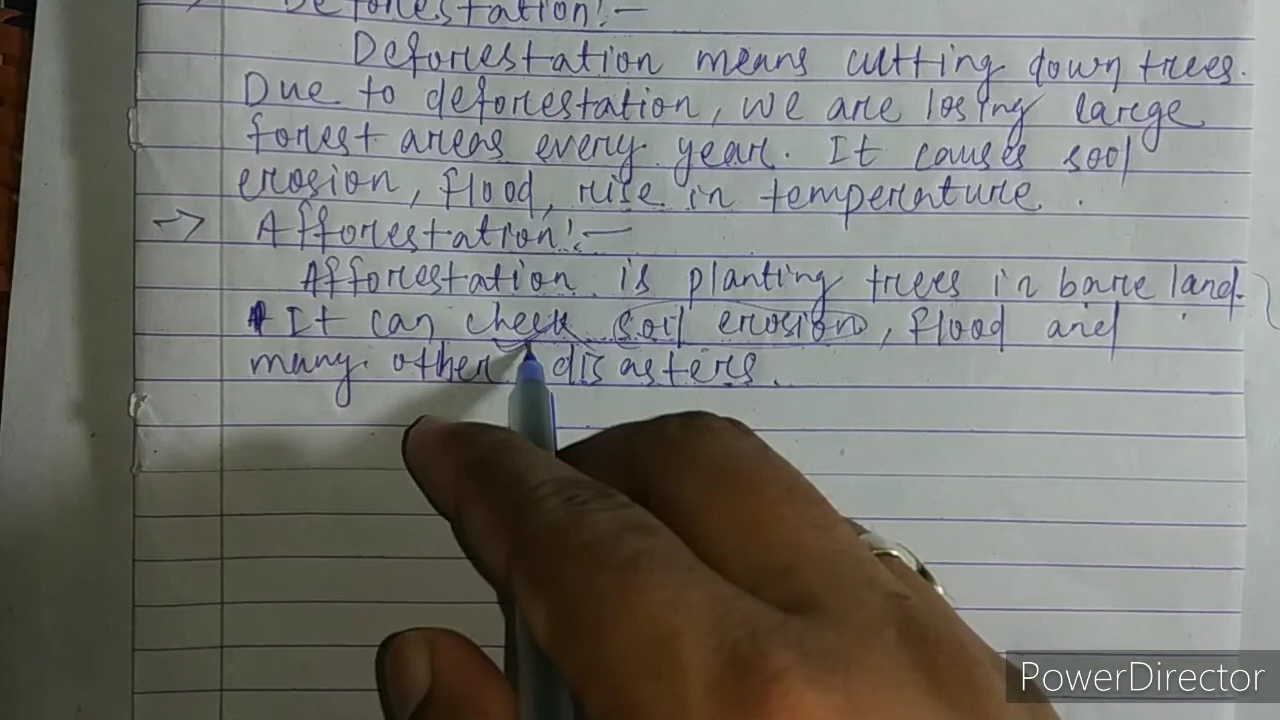 Deforestation:-
Deforestation means cutting down trees.
Due to deforestation, we are losing large
forest areas every year. It causes sool
erosion, flood, rise in temperature.
→ Afforestation:-
Afforestation is planting trees in bare land.
It can check soil erosion, flood and
many other disasters.
PowerDirector